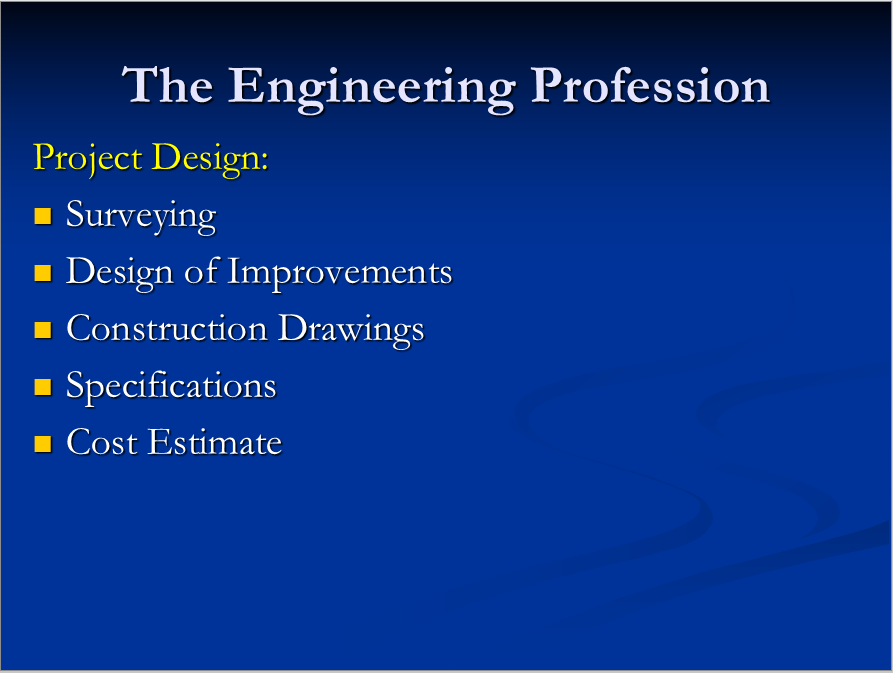 The Engineering Profession
Project Design:
Surveying
Design of Improvements
Construction Drawings
Specifications
Cost Estimate